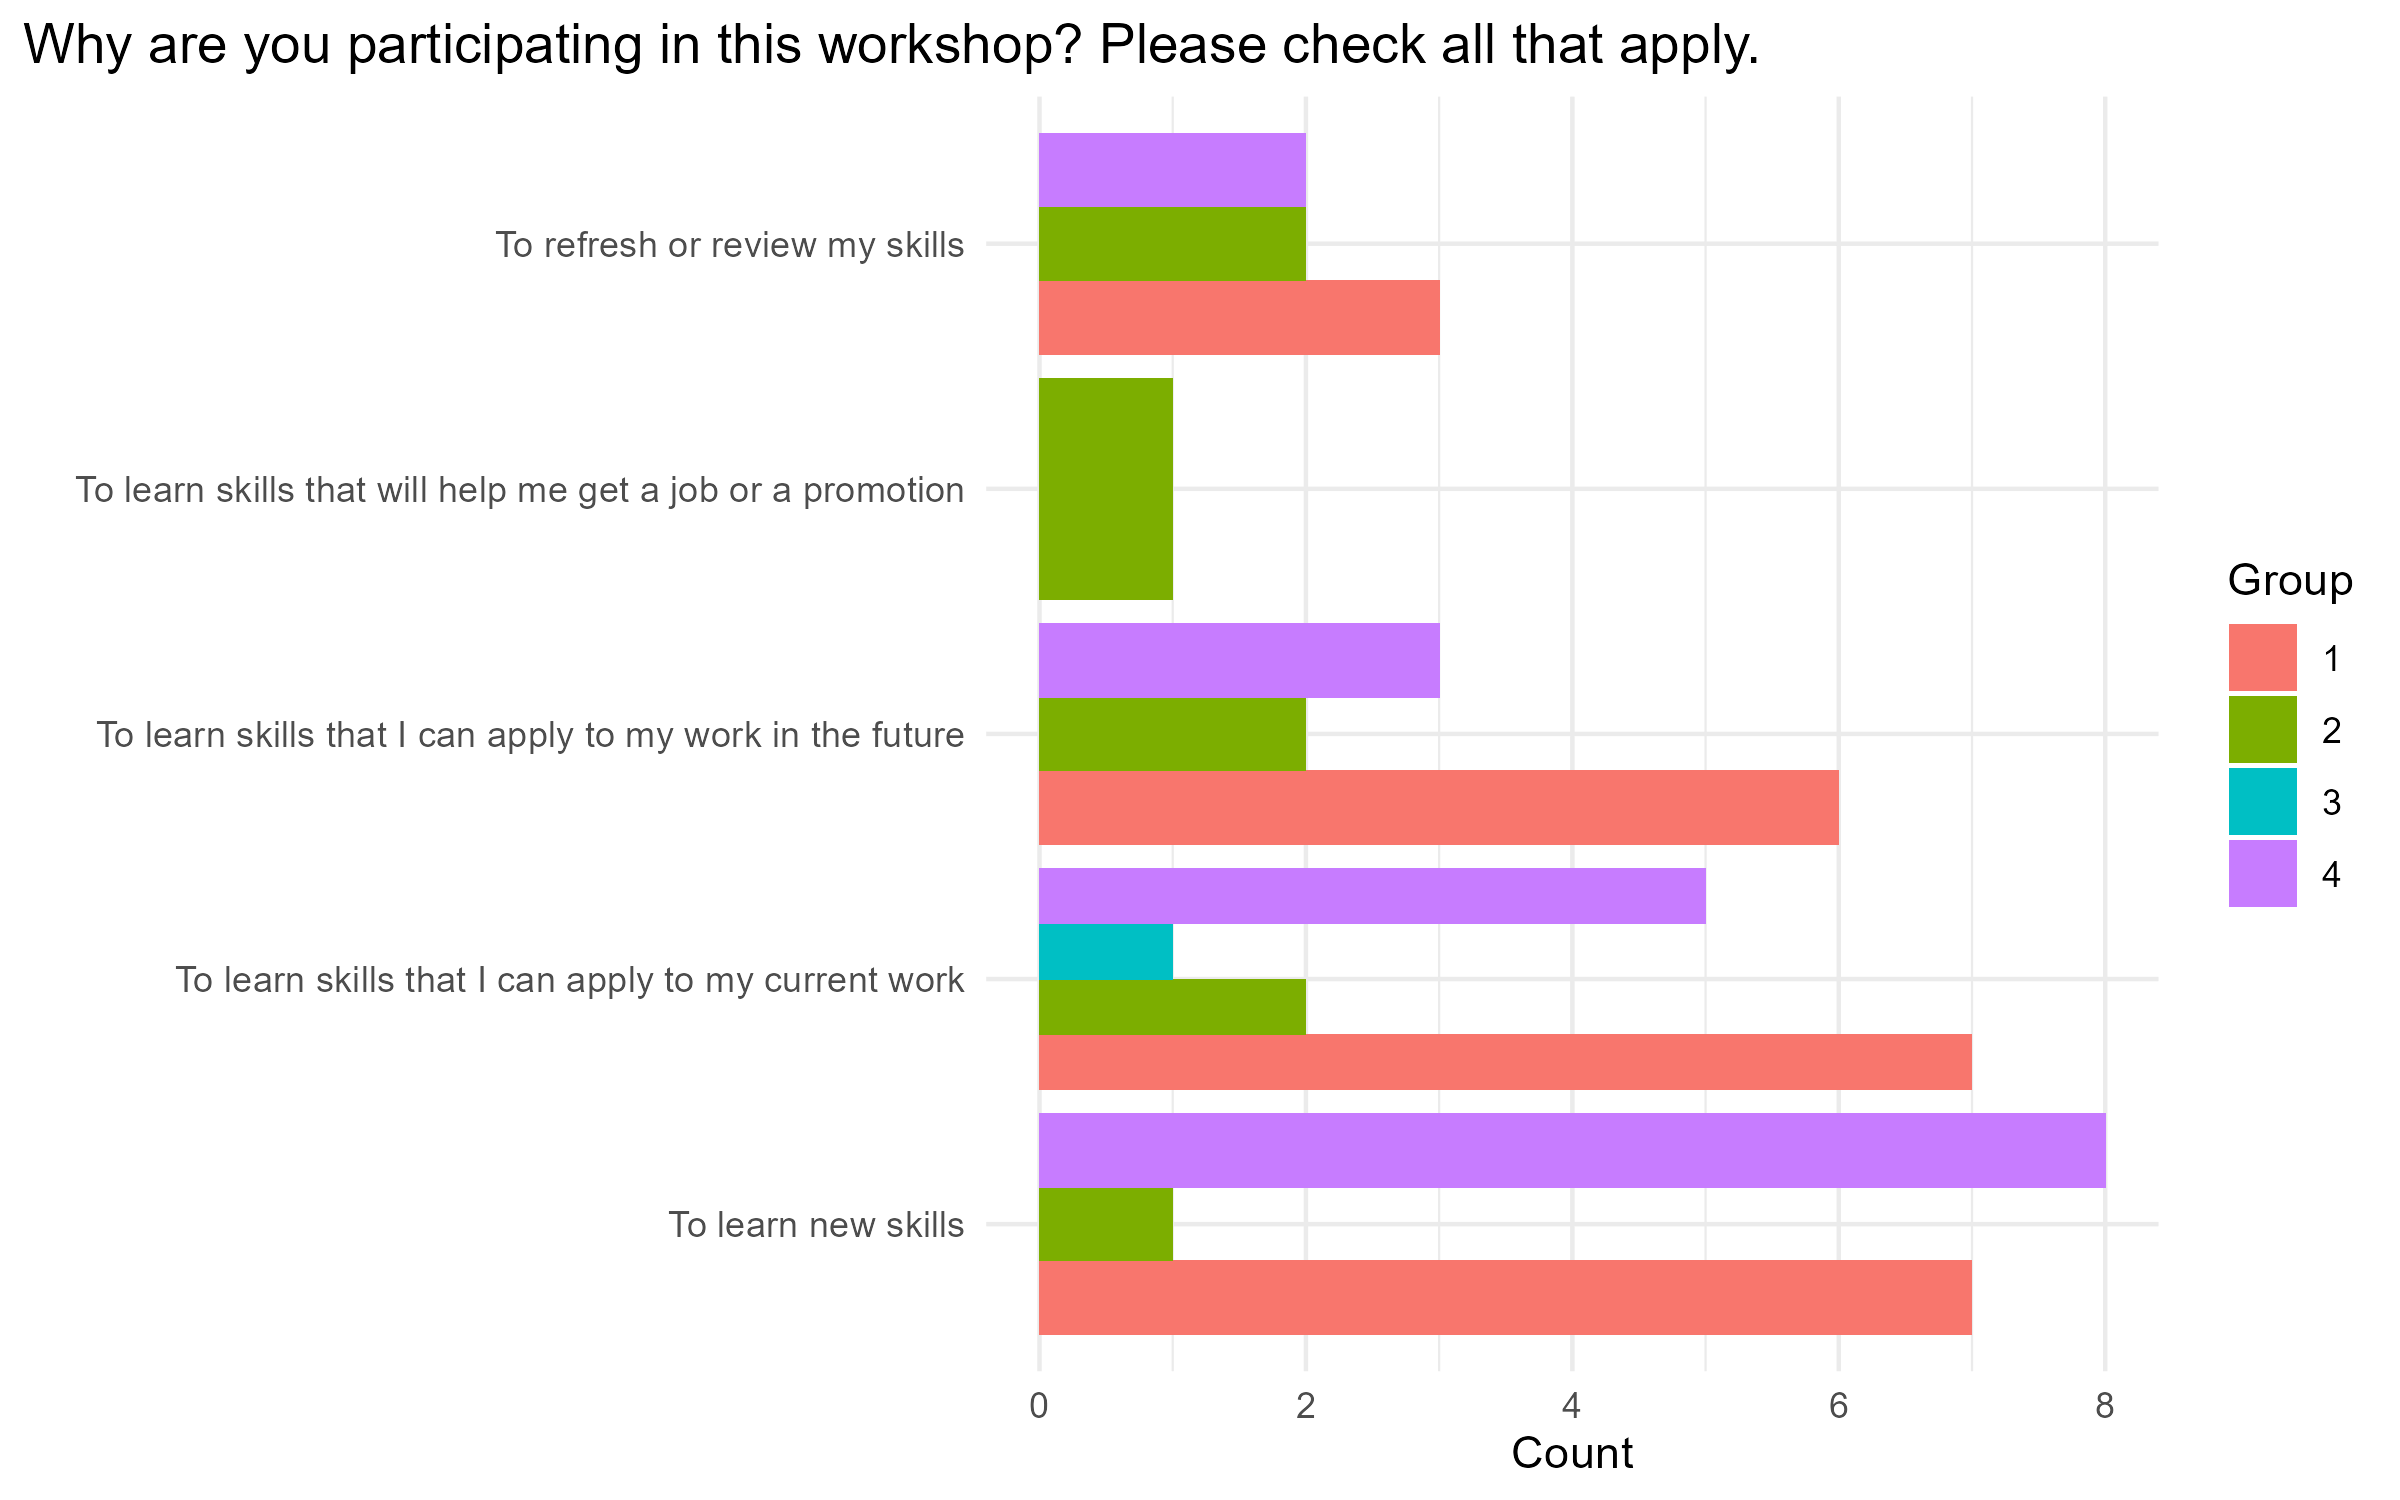 Why are you participating in this workshop? Please check all that apply.
To refresh or review my skills
To learn skills that will help me get a job or a promotion
To learn skills that I can apply to my work in the future
To learn skills that I can apply to my current work
To learn new skills
0 2 4 6 8
Count
Group
1
2
3
4